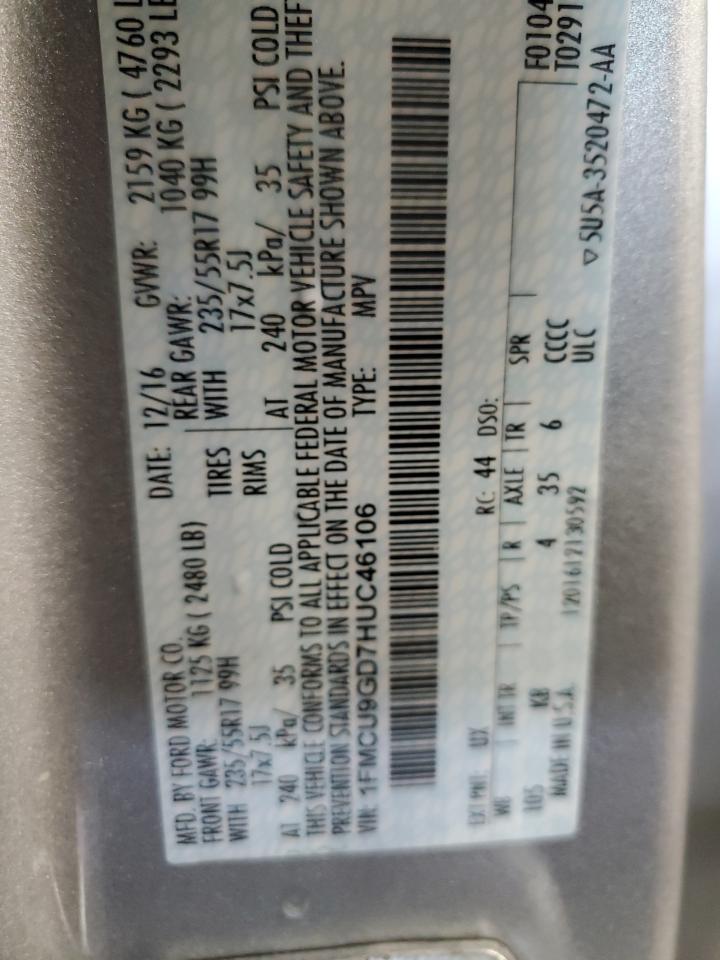 MFD. BY FORD MOTOR CO. DATE: 12/16 GVWR: 2159 KG ( 4760 L
FRONT GAWR: 1125 KG ( 2480 LB) REAR GAWR: 1040 KG ( 2293 LB
WITH 235/55R17 99H TIRES WITH 235/55R17 99H
17x7.5J RIMS 17x7.5J
AT 240 kPa/ 35 PSI COLD AT 240 kPa/ 35 PSI COLD
THIS VEHICLE CONFORMS TO ALL APPLICABLE FEDERAL MOTOR VEHICLE SAFETY AND THEF
PREVENTION STANDARDS IN EFFECT ON THE DATE OF MANUFACTURE SHOWN ABOVE.
VIN: 1FMCU9GD7HUC46106 TYPE: MPV
EXT PNT: UX RC: 44 DSO: F0104
WB INT TR TP/PS R AXLE TR SPR T0291
105 KB 4 35 6 CCCC
MADE IN U.S.A. 1201612130592 ULC ▽ 5U5A-3520472-AA